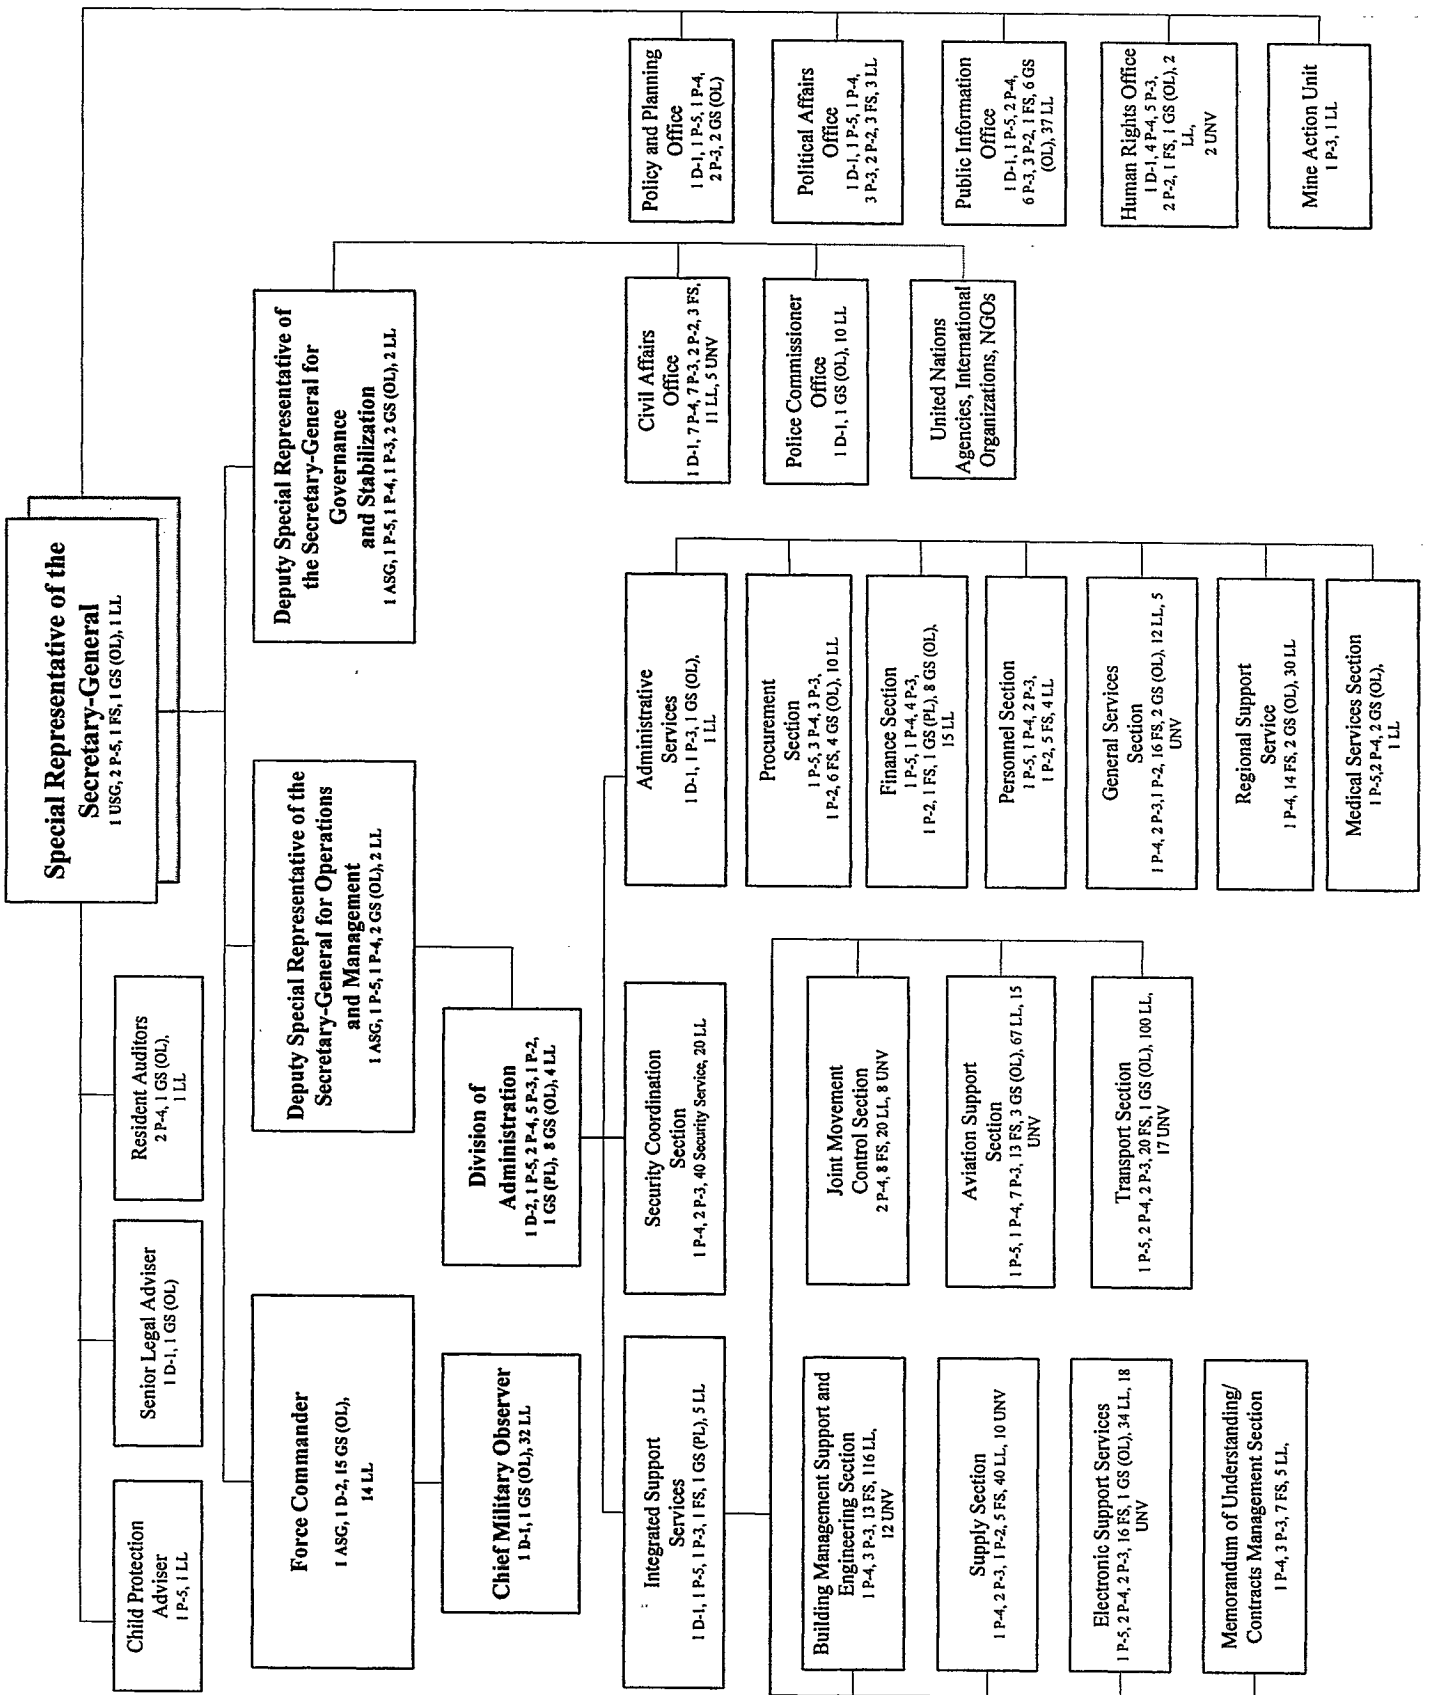 Special Representative of the
Secretary-General
1 USG, 2 P-5, 1 FS, 1 GS (OL), 1 LL
Child Protection
Adviser
1 P-5, 1 LL
Senior Legal Adviser
1 D-1, 1 GS (OL)
Resident Auditors
2 P-4, 1 GS (OL),
1 LL
Force Commander
1 ASG, 1 D-2, 15 GS (OL),
14 LL
Deputy Special Representative of the
Secretary-General for Operations
and Management
1 ASG, 1 P-5, 1 P-4, 2 GS (OL), 2 LL
Deputy Special Representative of
the Secretary-General for
Governance
and Stabilization
1 ASG, 1 P-5, 1 P-4, 1 P-3, 2 GS (OL), 2 LL
Chief Military Observer
1 D-1, 1 GS (OL), 32 LL
Division of
Administration
1 D-2, 1 P-5, 2 P-4, 5 P-3, 1 P-2,
1 GS (PL), 8 GS (OL), 4 LL
Integrated Support
Services
1 D-1, 1 P-5, 1 P-3, 1 FS, 1 GS (PL), 5 LL
Security Coordination
Section
1 P-4, 2 P-3, 40 Security Service, 20 LL
Administrative
Services
1 D-1, 1 P-3, 1 GS (OL),
1 LL
Civil Affairs
Office
1 D-1, 7 P-4, 7 P-3, 2 P-2, 3 FS,
11 LL, 5 UNV
Policy and Planning
Office
1 D-1, 1 P-5, 1 P-4,
2 P-3, 2 GS (OL)
Building Management Support and
Engineering Section
1 P-4, 3 P-3, 13 FS, 116 LL,
12 UNV
Joint Movement
Control Section
2 P-4, 8 FS, 20 LL, 8 UNV
Procurement
Section
1 P-5, 3 P-4, 3 P-3,
1 P-2, 6 FS, 4 GS (OL), 10 LL
Police Commissioner
Office
1 D-1, 1 GS (OL), 10 LL
Political Affairs
Office
1 D-1, 1 P-5, 1 P-4,
3 P-3, 2 P-2, 3 FS, 3 LL
Supply Section
1 P-4, 2 P-3, 1 P-2, 5 FS, 40 LL, 10 UNV
Aviation Support
Section
1 P-5, 1 P-4, 7 P-3, 13 FS, 3 GS (OL), 67 LL, 15
UNV
Finance Section
1 P-5, 1 P-4, 4 P-3,
1 P-2, 1 FS, 1 GS (PL), 8 GS (OL),
15 LL
United Nations
Agencies, International
Organizations, NGOs
Public Information
Office
1 D-1, 1 P-5, 2 P-4,
6 P-3, 3 P-2, 1 FS, 6 GS
(OL), 37 LL
Personnel Section
1 P-5, 1 P-4, 2 P-3,
1 P-2, 5 FS, 4 LL
Electronic Support Services
1 P-5, 2 P-4, 2 P-3, 16 FS, 1 GS (OL), 34 LL, 18
UNV
Transport Section
1 P-5, 2 P-4, 2 P-3, 20 FS, 1 GS (OL), 100 LL,
17 UNV
General Services
Section
1 P-4, 2 P-3,1 P-2, 16 FS, 2 GS (OL), 12 LL, 5
UNV
Human Rights Office
1 D-1, 4 P-4, 5 P-3,
2 P-2, 1 FS, 1 GS (OL), 2
LL,
2 UNV
Memorandum of Understanding/
Contracts Management Section
1 P-4, 3 P-3, 7 FS, 5 LL,
Regional Support
Service
1 P-4, 14 FS, 2 GS (OL), 30 LL
Mine Action Unit
1 P-3, 1 LL
Medical Services Section
1 P-5,2 P-4, 2 GS (OL),
1 LL